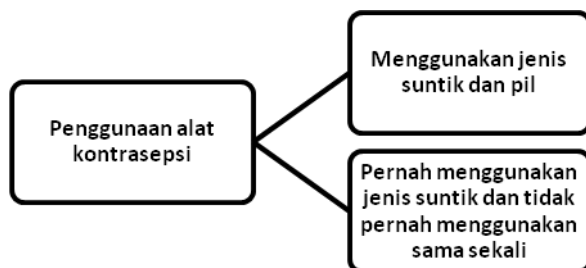 Penggunaan alat
kontrasepsi
Menggunakan jenis
suntik dan pil
Pernah menggunakan
jenis suntik dan tidak
pernah menggunakan
sama sekali